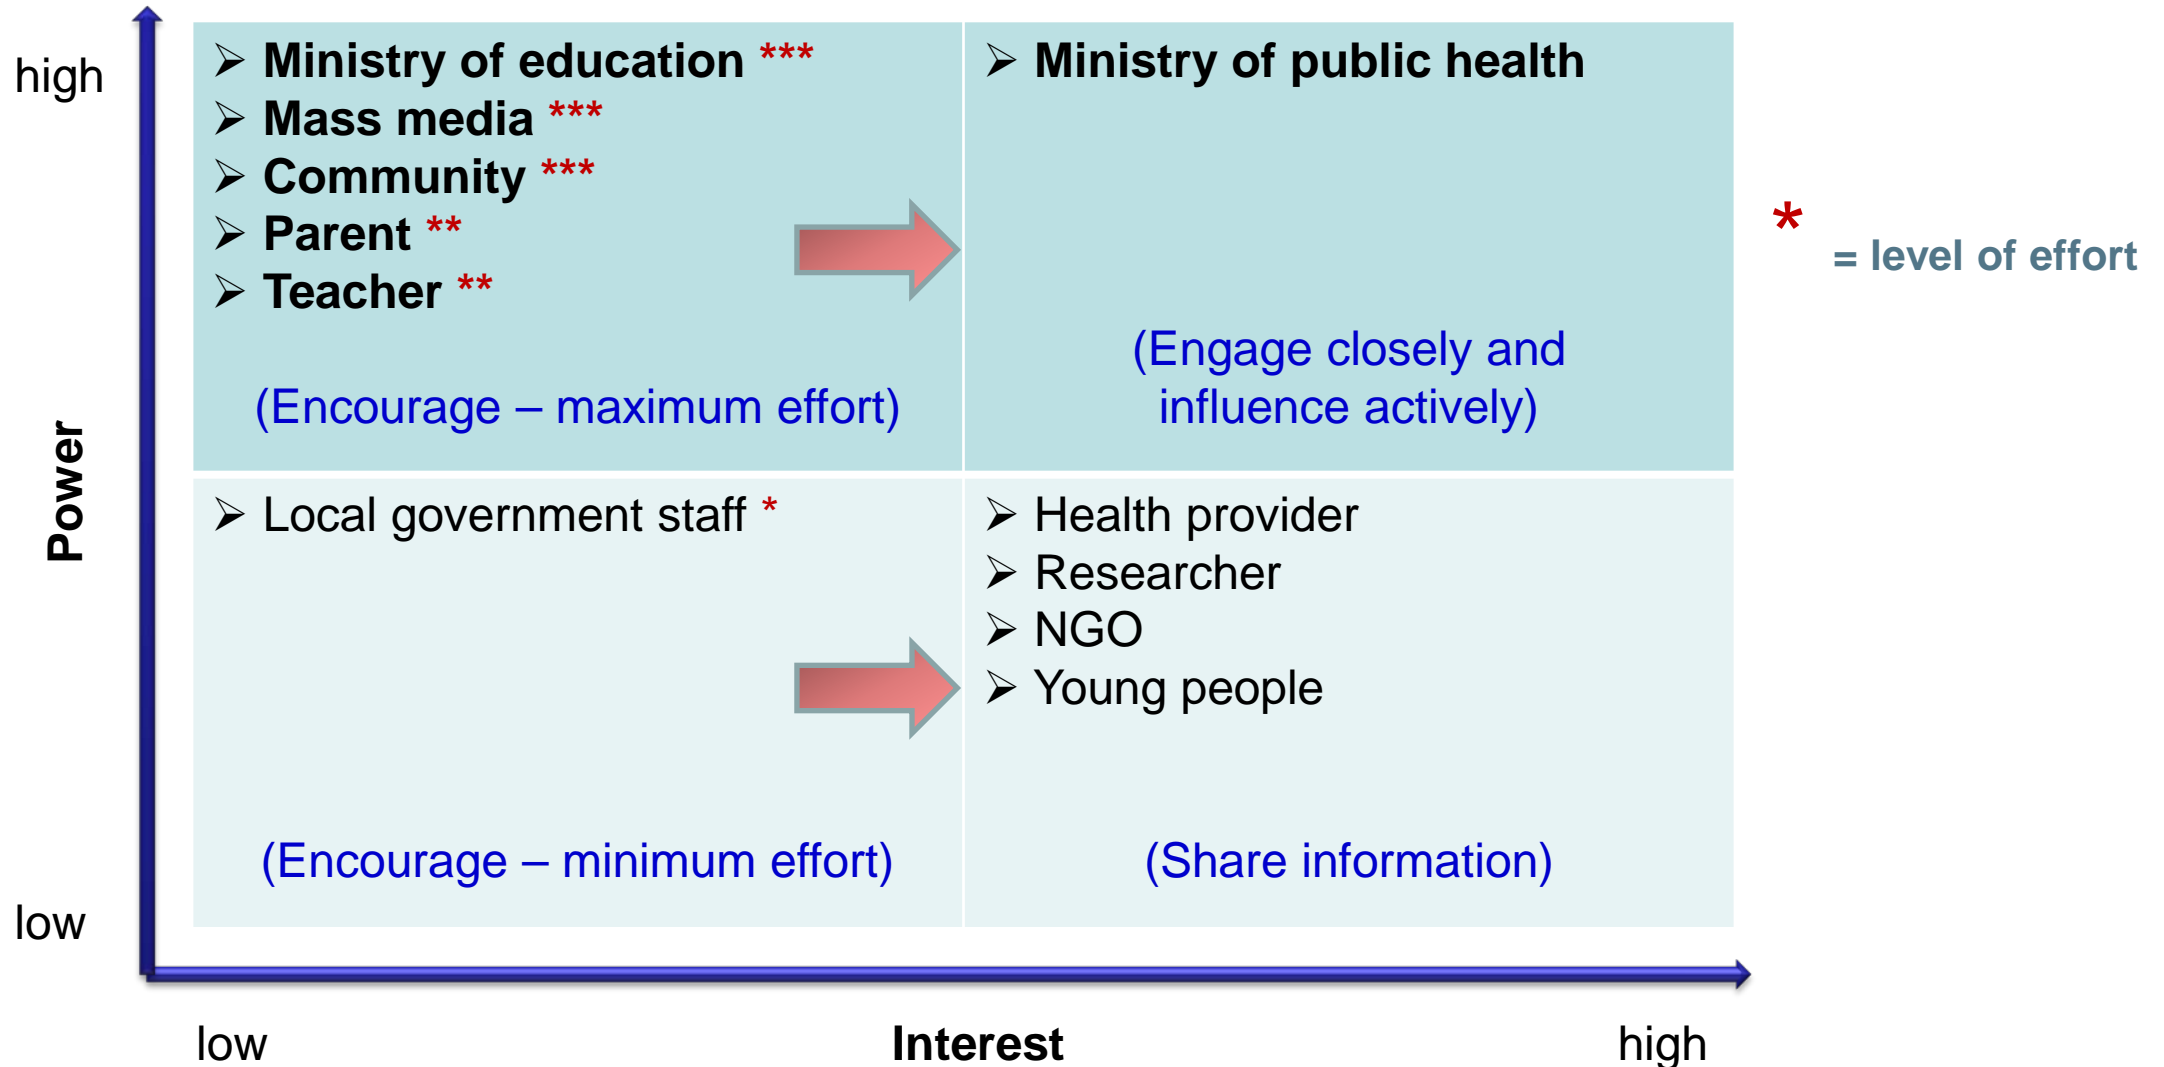 high
➢ Ministry of education ***
➢ Mass media ***
➢ Community ***
➢ Parent **
➢ Teacher **
(Encourage – maximum effort)
➢ Ministry of public health
(Engage closely and
influence actively)
*
= level of effort
Power
➢ Local government staff *
(Encourage – minimum effort)
➢ Health provider
➢ Researcher
➢ NGO
➢ Young people
(Share information)
low
low
Interest
high